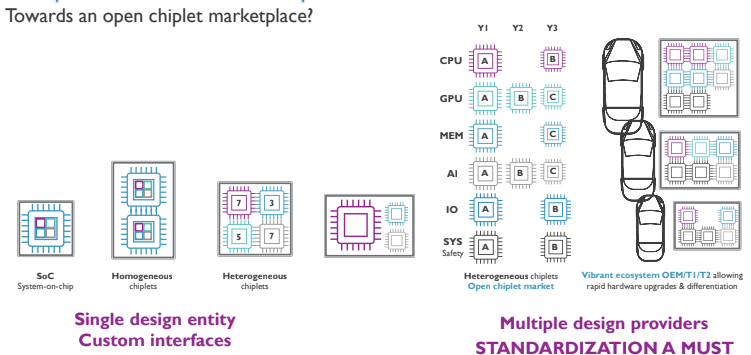 Towards an open chiplet marketplace?
Y1 Y2 Y3
CPU A B
GPU A B C
MEM A C
AI A B C
IO A B
SYS A B
Safety
7 3
5 7
SoC
System-on-chip
Homogeneous
chiplets
Heterogeneous
chiplets
Heterogeneous chiplets
Open chiplet market
Vibrant ecosystem OEM/T1/T2 allowing
rapid hardware upgrades & differentiation
Single design entity
Custom interfaces
Multiple design providers
STANDARDIZATION A MUST